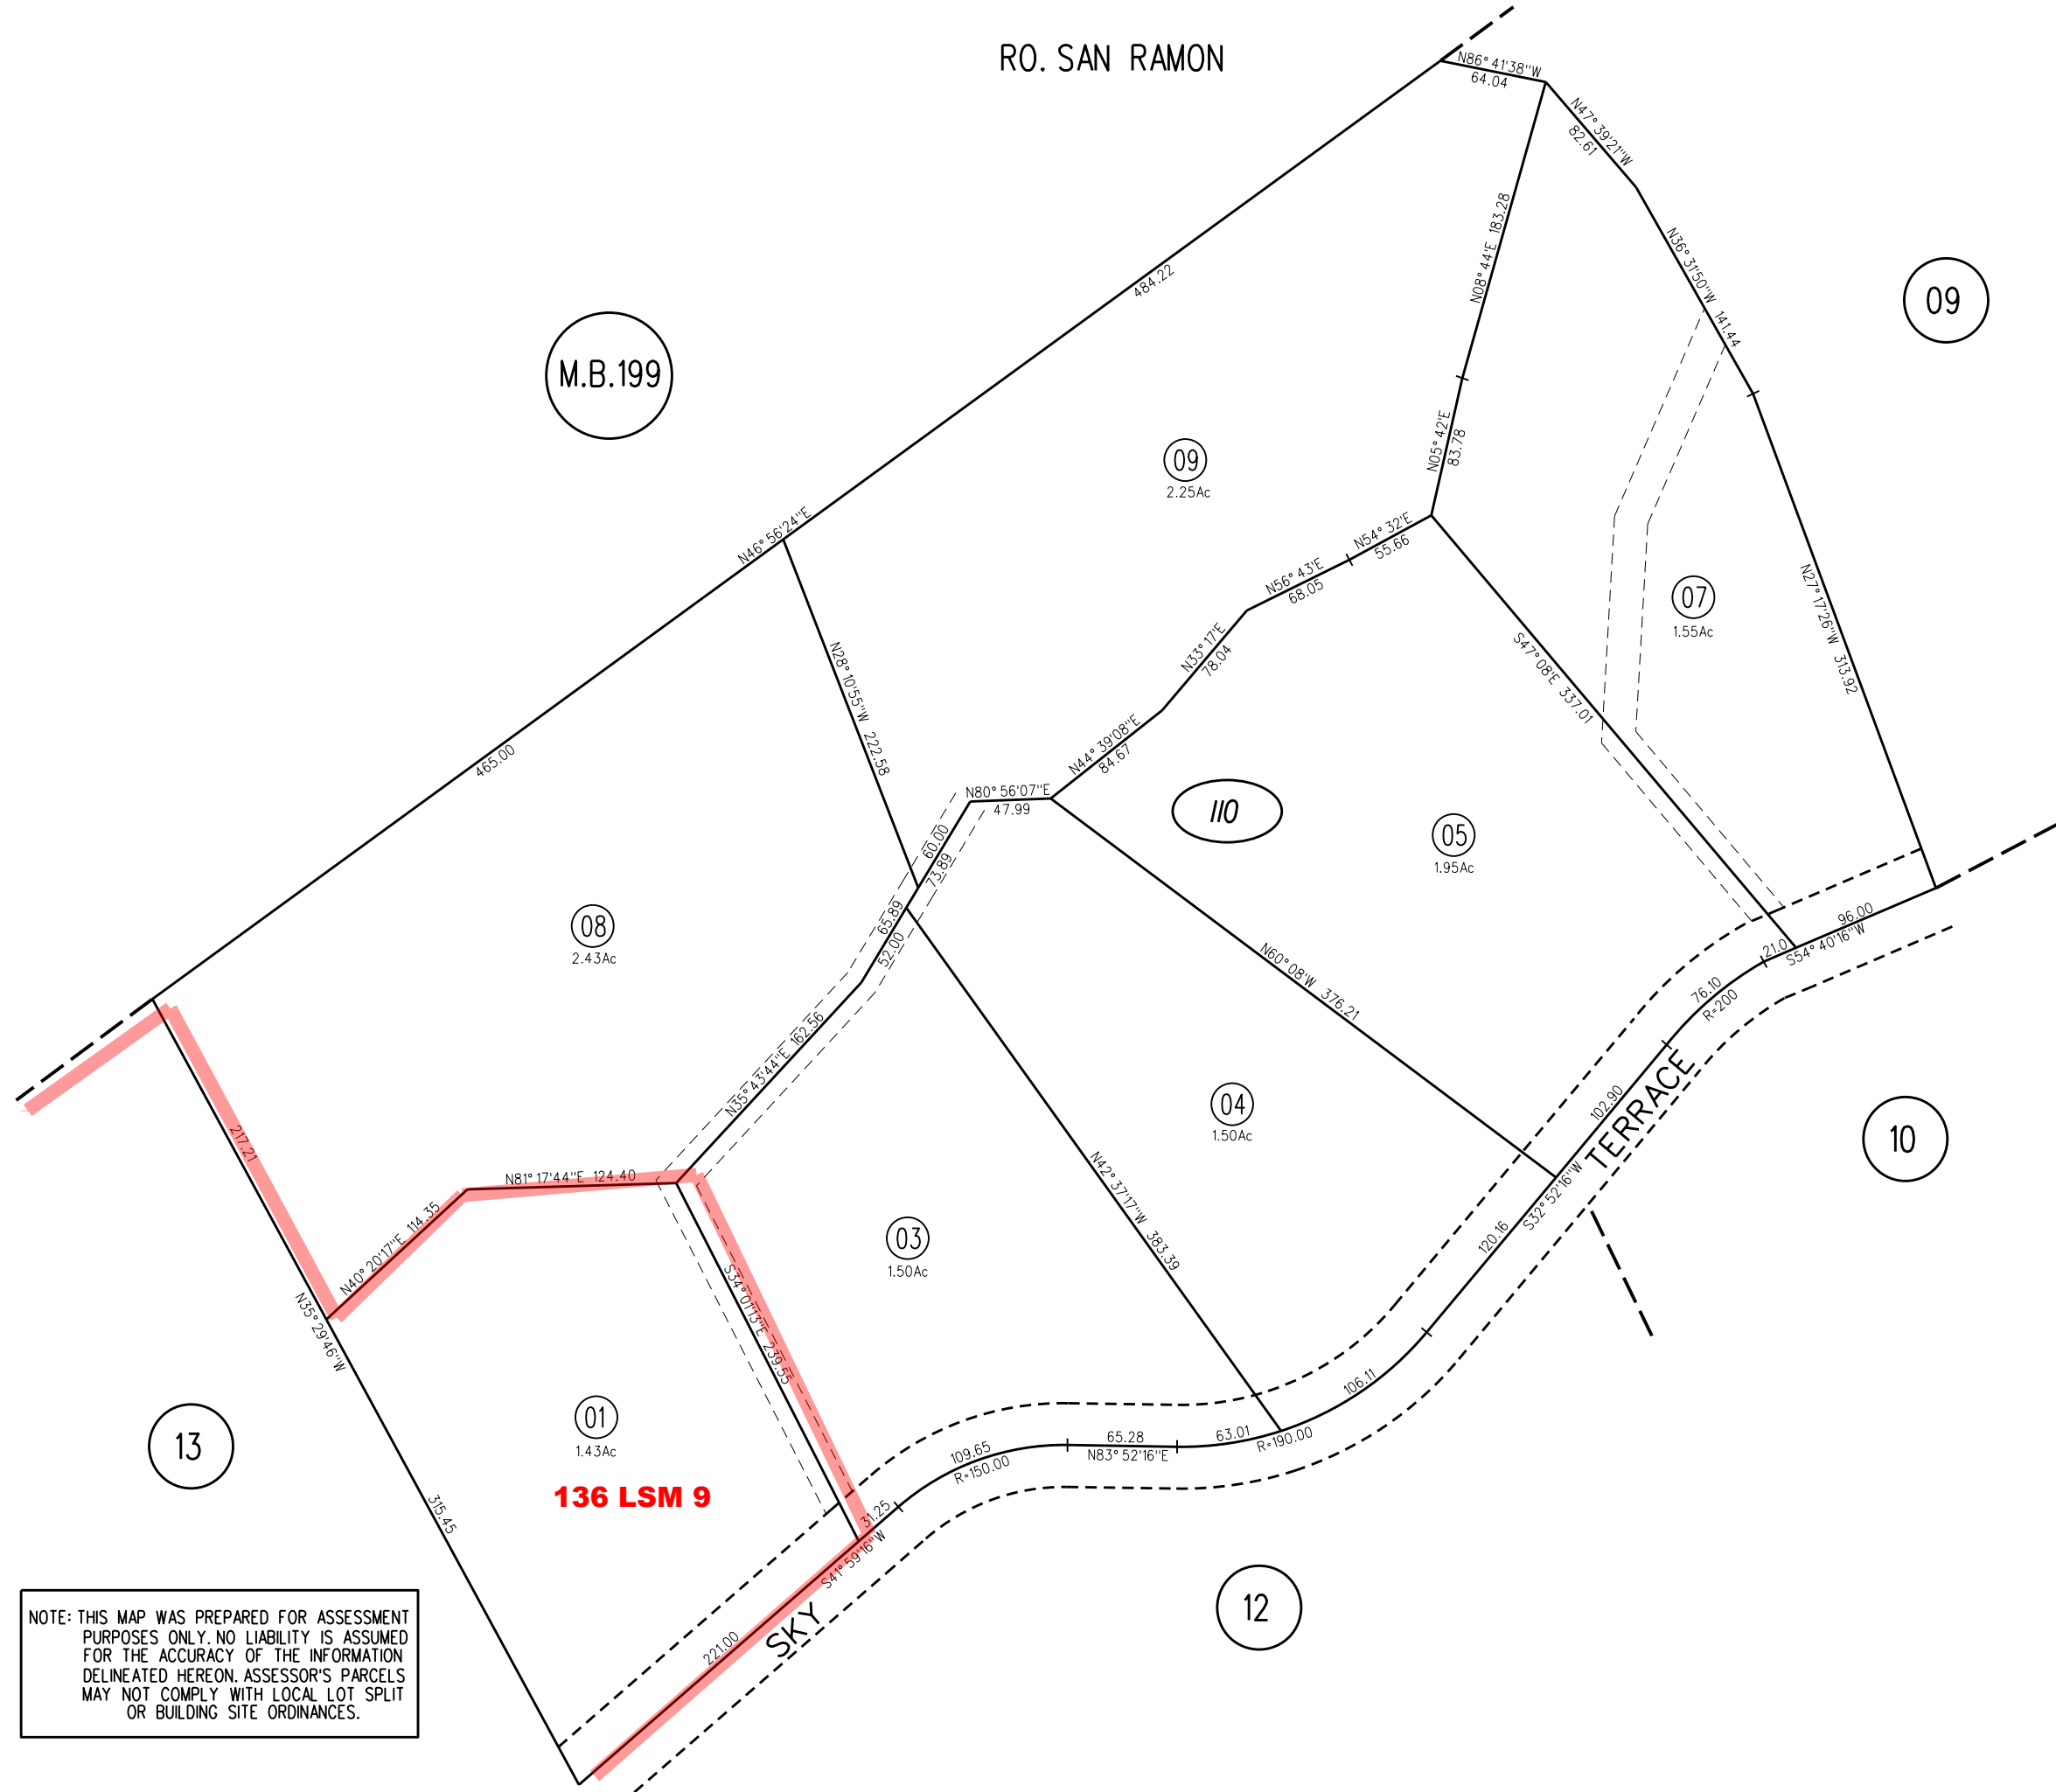 RO. SAN RAMON
N86° 41'38"W
64.04
N47° 39'21"W
82.61
N36° 31'50"W 141.44
N08° 44'E 183.28
484.22
09
M.B.199
N05° 42'E
83.78
09
2.25Ac
N46° 56'24"E
N54° 32'E
55.66
N56° 43'E
68.05
07
1.55Ac
N27° 17'26"W 313.92
N33° 17'E
78.04
S47° 08'E 337.01
N28° 10'55"W 222.58
465.00
N44° 39'08"E
84.67
N80° 56'07"E
47.99
110
05
1.95Ac
60.00
73.89
65.89
52.00
08
2.43Ac
96.00
S54° 40'16"W
21.0
N60° 08'W 376.21
76.10
R=200
N35° 43'44"E 162.56
102.90
TERRACE
04
1.50Ac
10
217.21
N81° 17'44"E 124.40
N40° 20'17"E 114.35
N42° 37'17"W 383.39
S32° 52'16"W
120.16
03
1.50Ac
S34° 01'13"E 239.55
N35° 29'46"W
106.11
13
01
1.43Ac
65.28
N83° 52'16"E
63.01
R=190.00
109.65
R=150.00
136 LSM 9
31.25
S41° 59'16"W
315.45
12
221.00
SKY
NOTE: THIS MAP WAS PREPARED FOR ASSESSMENT
PURPOSES ONLY. NO LIABILITY IS ASSUMED
FOR THE ACCURACY OF THE INFORMATION
DELINEATED HEREON. ASSESSOR'S PARCELS
MAY NOT COMPLY WITH LOCAL LOT SPLIT
OR BUILDING SITE ORDINANCES.